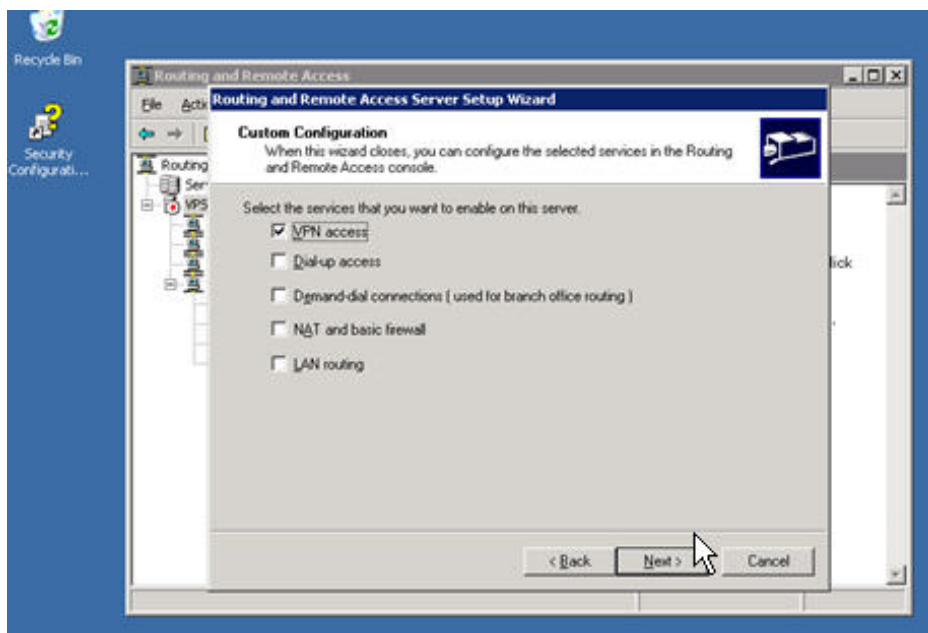 Recycle Bin
Security
Configurati...
Routing and Remote Access
File Acti
Routing and Remote Access Server Setup Wizard
Custom Configuration
When this wizard closes, you can configure the selected services in the Routing
and Remote Access console.
Routing
Ser
VPS
Select the services that you want to enable on this server.
VPN access
Dial-up access
lick
Demand-dial connections ( used for branch office routing )
NAT and basic firewall
LAN routing
< Back
Next >
Cancel